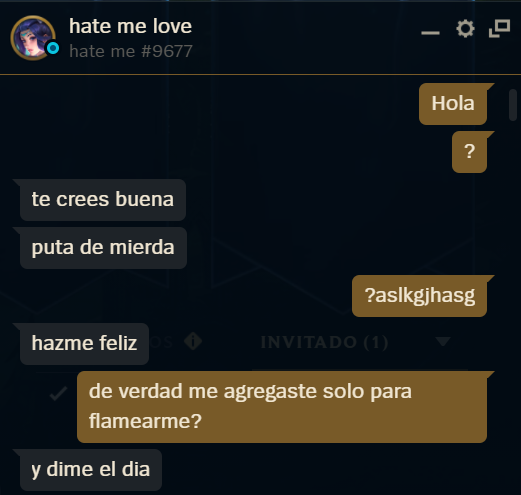 hate me love
hate me #9677
Hola
?
te crees buena
puta de mierda
?aslkgjhasg
hazme feliz
OS
INVITADO (1)
de verdad me agregaste solo para
flamearme?
y dime el dia